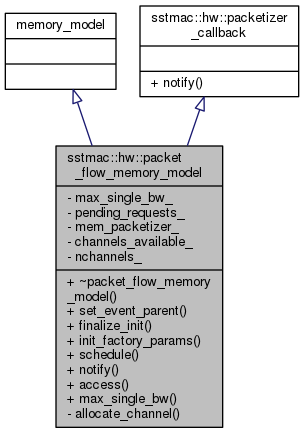 memory_model
sstmac::hw::packetizer
_callback
+ notify()
sstmac::hw::packet
_flow_memory_model
- max_single_bw_
- pending_requests_
- mem_packetizer_
- channels_available_
- nchannels_
+ ~packet_flow_memory
_model()
+ set_event_parent()
+ finalize_init()
+ init_factory_params()
+ schedule()
+ notify()
+ access()
+ max_single_bw()
- allocate_channel()